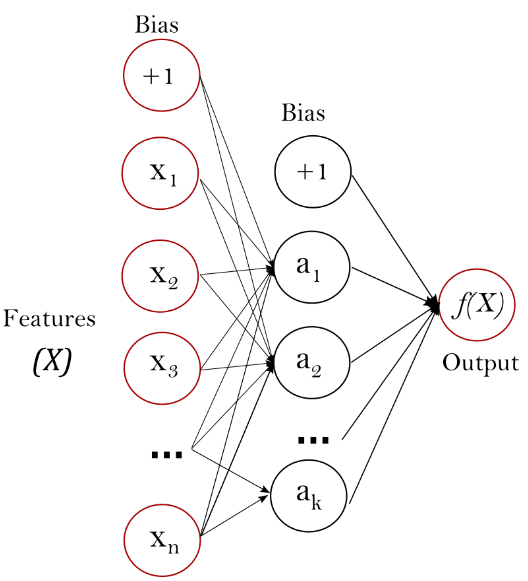 Bias
+1
x1
x2
x3
...
xn
Features
(X)
Bias
+1
a1
a2
...
ak
f(X)
Output